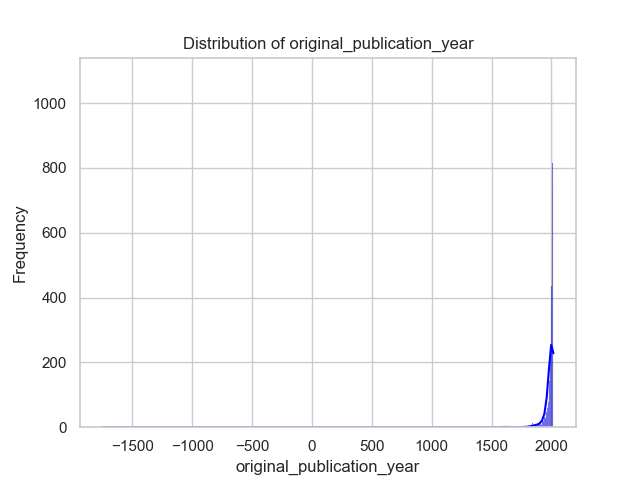 Distribution of original_publication_year
1000
800
600
400
200
0
Frequency
−1500 −1000 −500 0 500 1000 1500 2000
original_publication_year